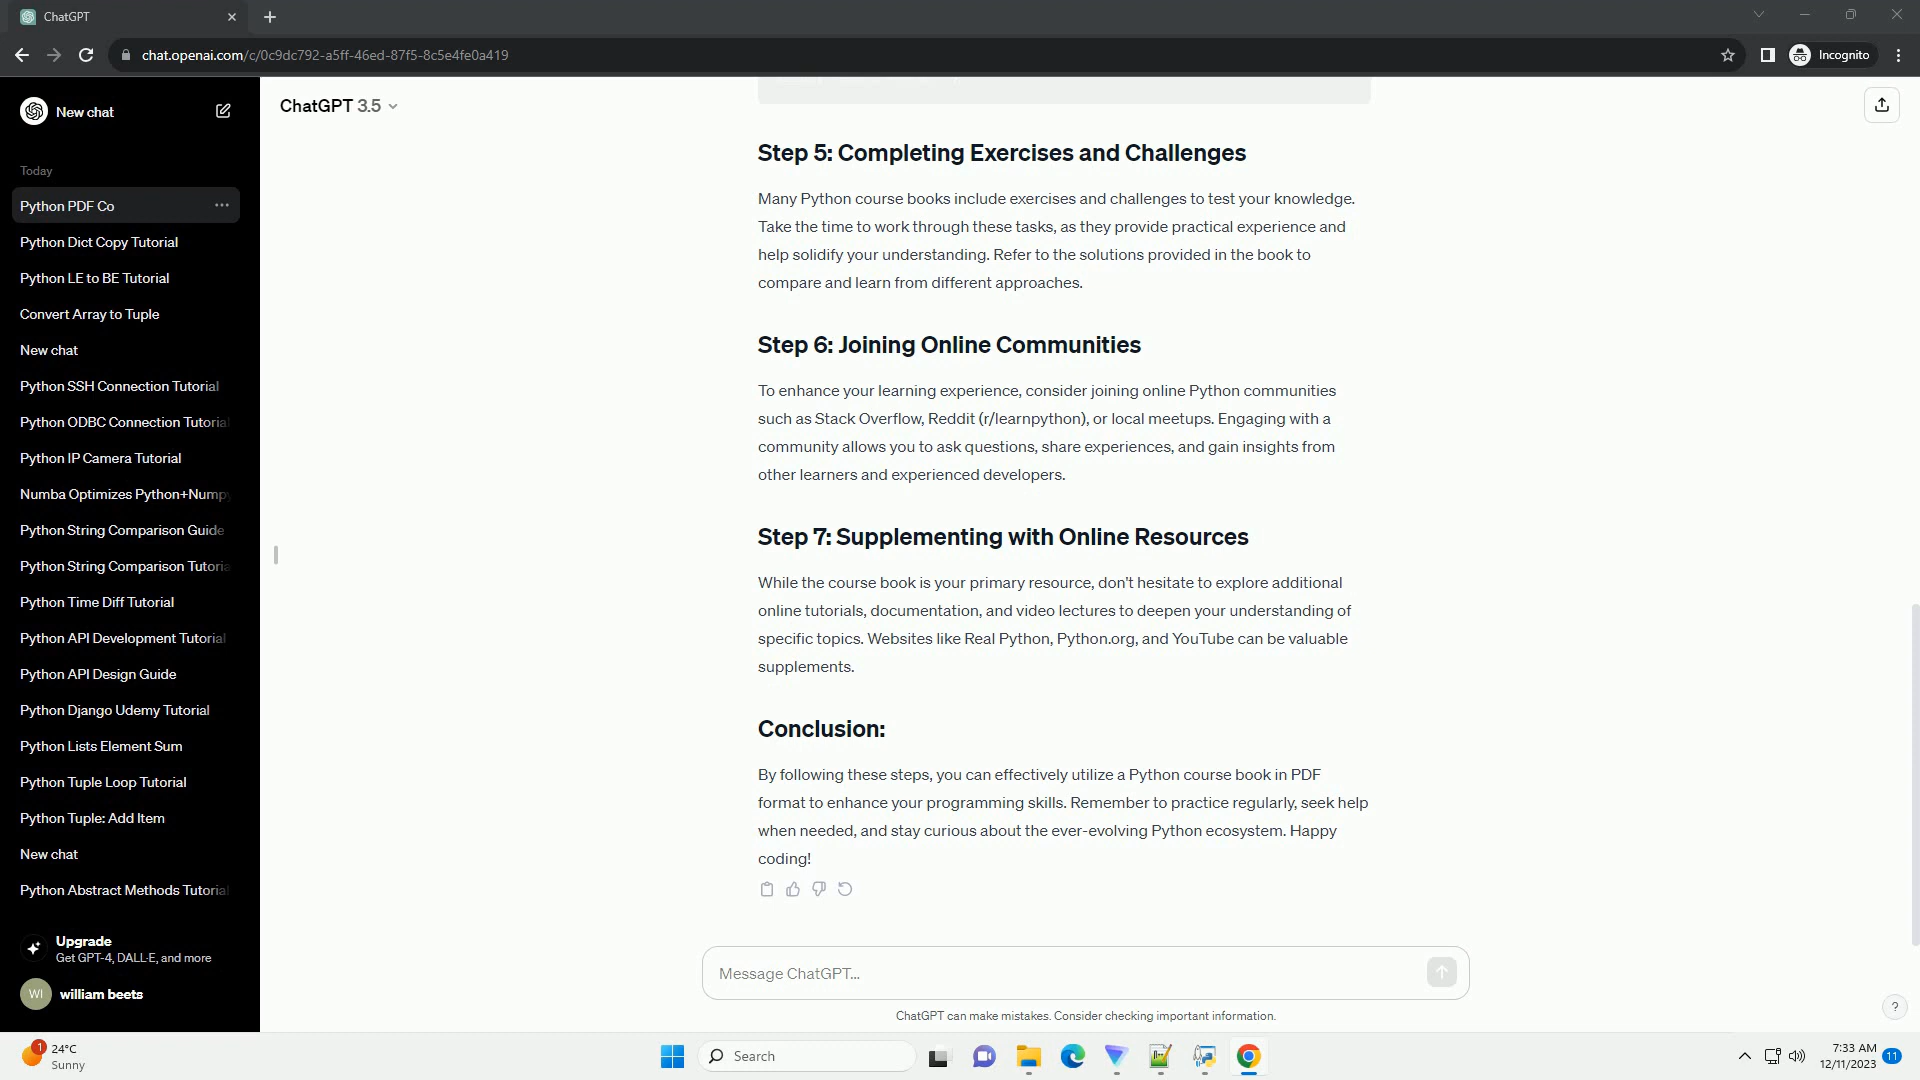 ChatGPT
chat.openai.com/c/0c9dc792-a5ff-46ed-87f5-8c5e4fe0a419
Incognito
New chat
Today
Python PDF Co
Python Dict Copy Tutorial
Python LE to BE Tutorial
Convert Array to Tuple
New chat
Python SSH Connection Tutorial
Python ODBC Connection Tutoria
Python IP Camera Tutorial
Numba Optimizes Python+Nump
Python String Comparison Guide
Python String Comparison Tutoria
Python Time Diff Tutorial
Python API Development Tutorial
Python API Design Guide
Python Django Udemy Tutorial
Python Lists Element Sum
Python Tuple Loop Tutorial
Python Tuple: Add Item
New chat
Python Abstract Methods Tutoria
Upgrade
Get GPT-4, DALL·E, and more
WI
william beets
ChatGPT 3.5
Step 5: Completing Exercises and Challenges
Many Python course books include exercises and challenges to test your knowledge.
Take the time to work through these tasks, as they provide practical experience and
help solidify your understanding. Refer to the solutions provided in the book to
compare and learn from different approaches.
Step 6: Joining Online Communities
To enhance your learning experience, consider joining online Python communities
such as Stack Overflow, Reddit (r/learnpython), or local meetups. Engaging with a
community allows you to ask questions, share experiences, and gain insights from
other learners and experienced developers.
Step 7: Supplementing with Online Resources
While the course book is your primary resource, don't hesitate to explore additional
online tutorials, documentation, and video lectures to deepen your understanding of
specific topics. Websites like Real Python, Python.org, and YouTube can be valuable
supplements.
Conclusion:
By following these steps, you can effectively utilize a Python course book in PDF
format to enhance your programming skills. Remember to practice regularly, seek help
when needed, and stay curious about the ever-evolving Python ecosystem. Happy
coding!
Message ChatGPT...
ChatGPT can make mistakes. Consider checking important information.
?
1
24°C
Sunny
Search
7:33 AM
12/11/2023
11